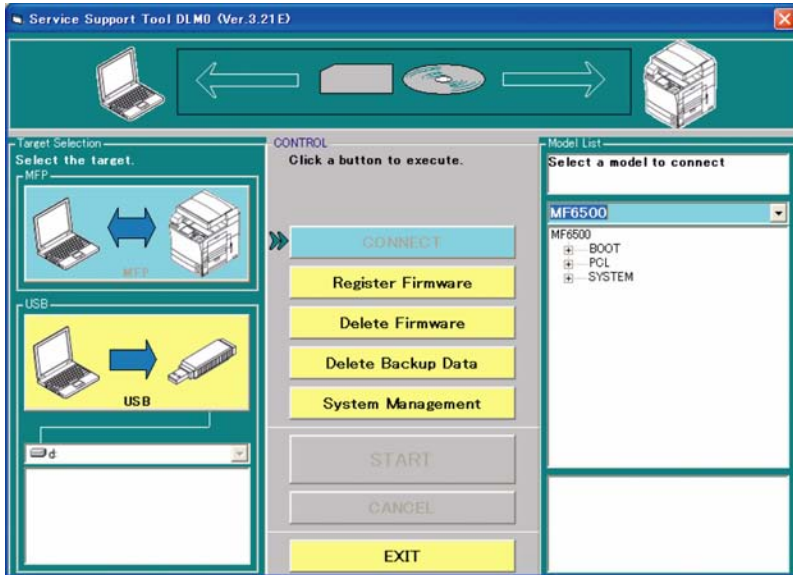 Service Support Tool DLM0 (Ver.3.21E)
Target Selection
Select the target.
MFP
MFP
USB
USB
d:
CONTROL
Click a button to execute.
CONNECT
Register Firmware
Delete Firmware
Delete Backup Data
System Management
START
CANCEL
EXIT
Model List
Select a model to connect
MF6500
MF6500
BOOT
PCL
SYSTEM